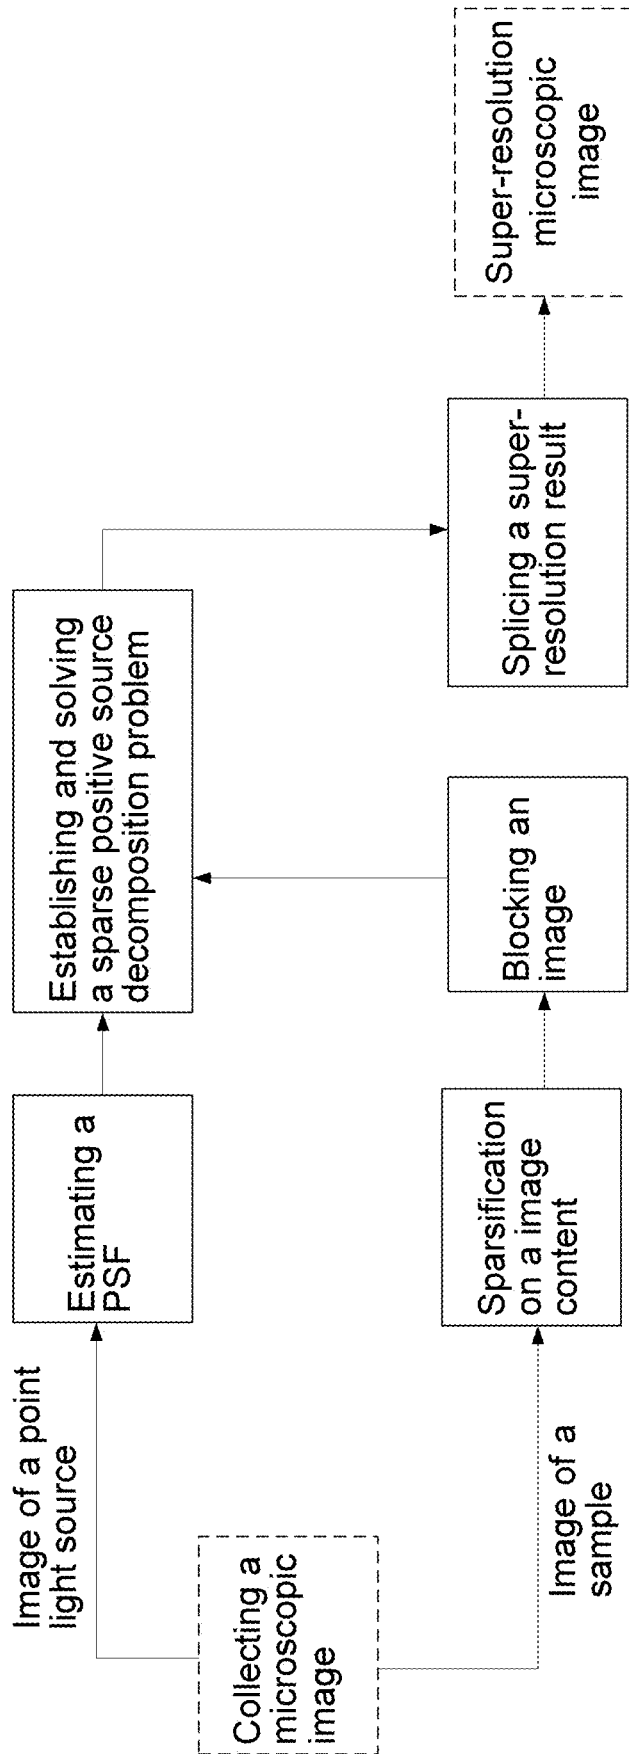 Collecting a
microscopic
image
Image of a point
light source
Estimating a
PSF
Establishing and solving
a sparse positive source
decomposition problem
Image of a
sample
Sparsification
on a image
content
Blocking an
image
Splicing a super-
resolution result
Super-resolution
microscopic
image